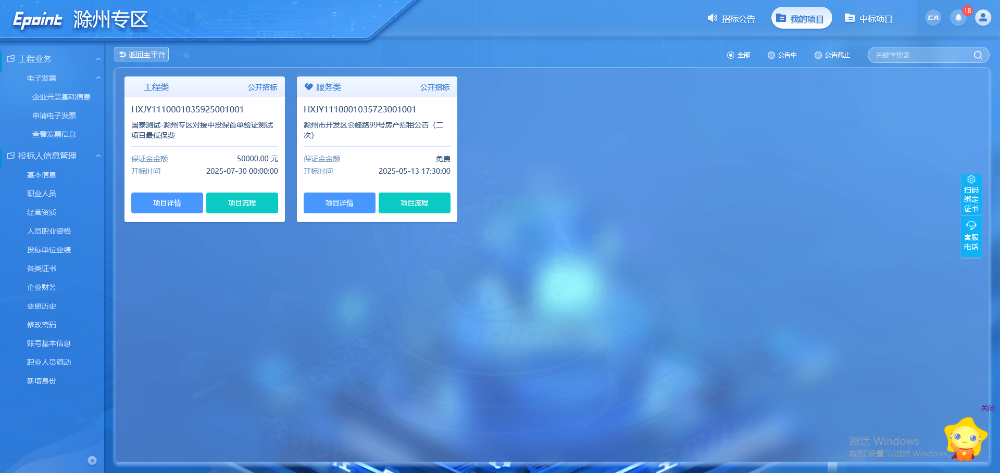 Epoint 滁州专区
招标公告
我的项目
中标项目
CA
18
工程业务
电子发票
企业开票基础信息
申请电子发票
查看发票信息
投标人信息管理
基本信息
职业人员
经营资质
人员职业资格
投标单位业绩
各类证书
企业财务
变更历史
修改密码
账号基本信息
职业人员调动
新增身份
返回主平台
全部
公告中
公告截止
关键字搜索
工程类
公开招标
HXJY1110001035925001001
国泰测试-滁州专区对接中投保首单验证测试
项目最低保费
保证金金额
50000.00 元
开标时间
2025-07-30 00:00:00
项目详情
项目流程
服务类
公开招标
HXJY1110001035723001001
滁州市开发区会峰路99号房产招租公告（二
次）
保证金金额
免费
开标时间
2025-05-13 17:30:00
项目详情
项目流程
扫码
绑定
证书
客服
电话
关闭
激活 Windows
转到"设置"以激活 Windows。